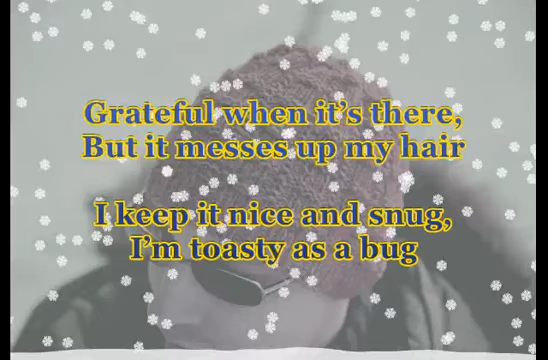 Grateful when it's there,
But it messes up my hair
I keep it nice and snug,
I'm toasty as a bug